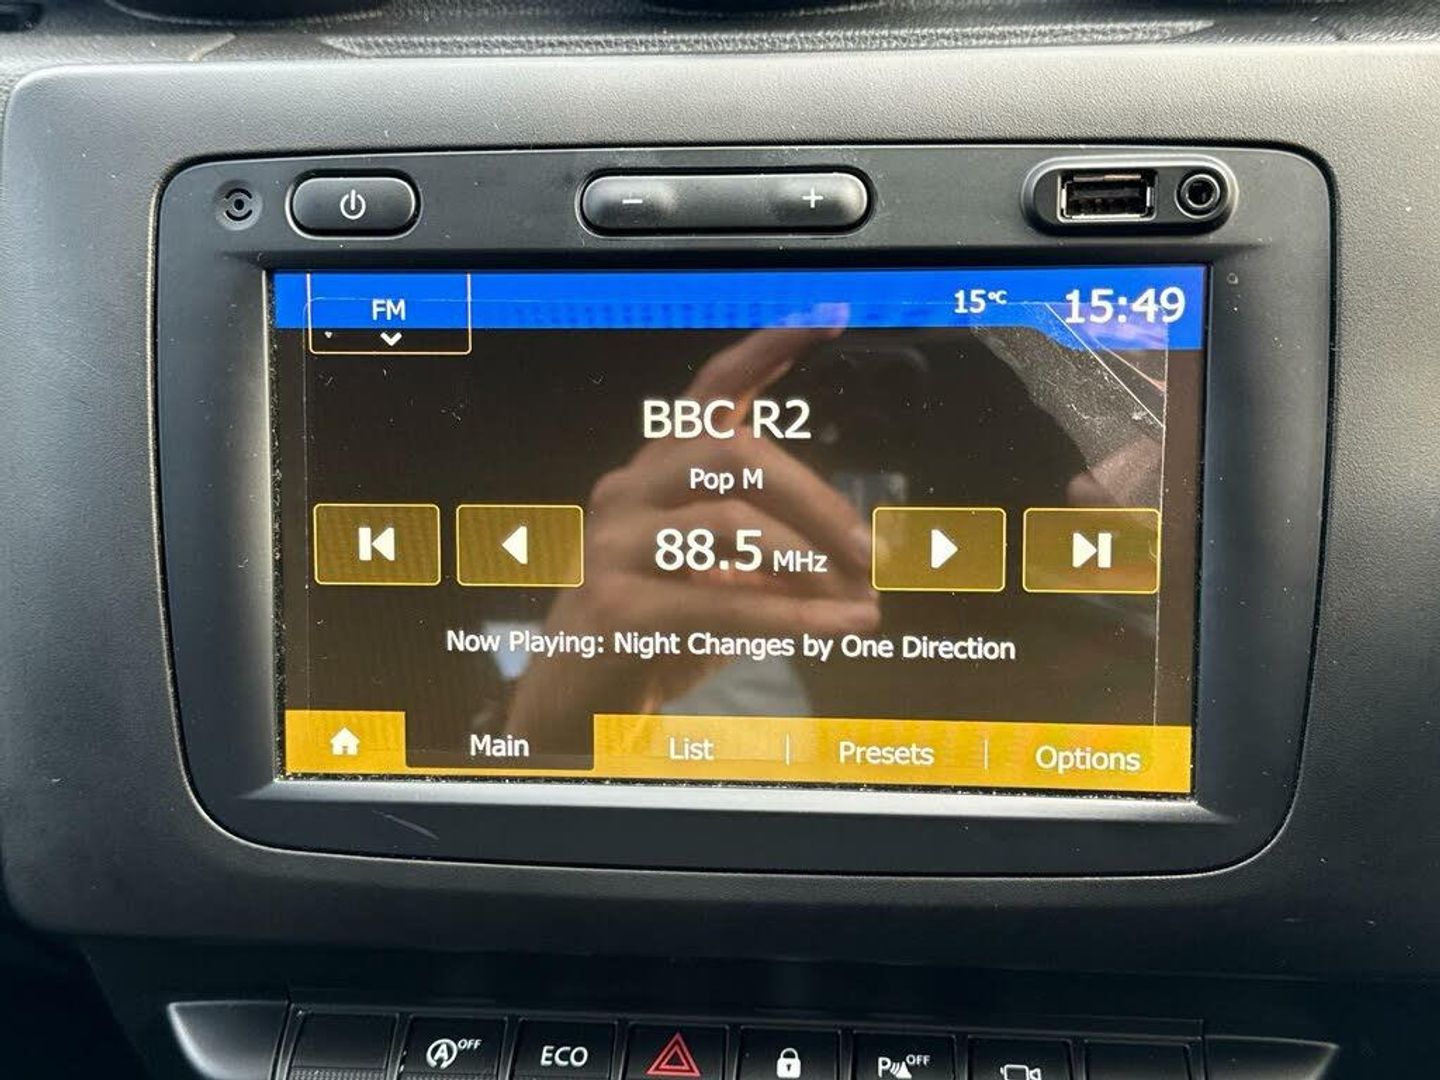 FM
15°C 15:49
BBC R2
Pop M
88.5 MHz
Now Playing: Night Changes by One Direction
Main List Presets Options
A OFF ECO P OFF